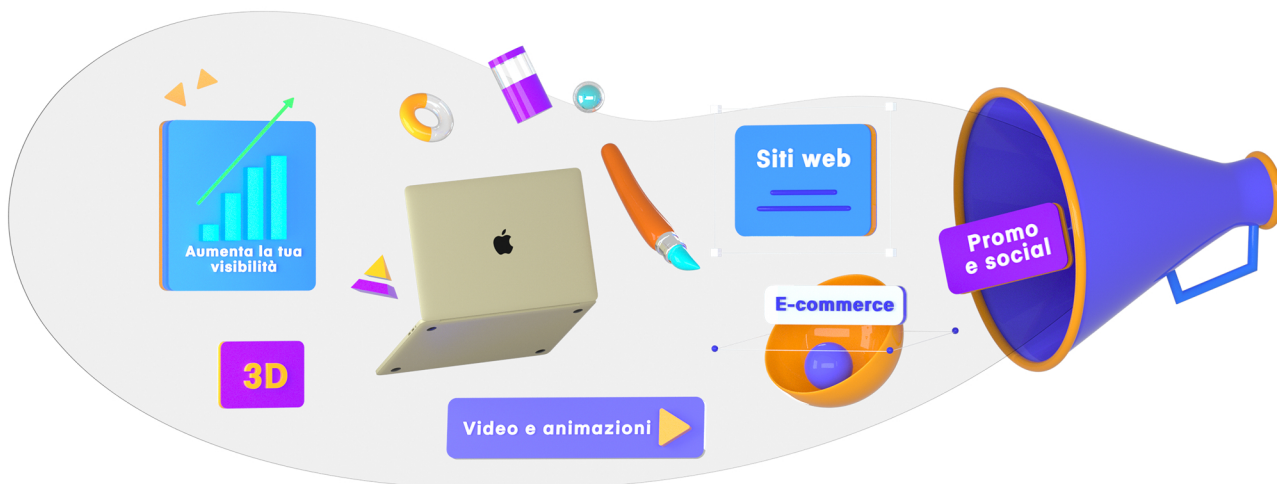 Aumenta la tua
visibilità
3D
Video e animazioni
Siti web
E-commerce
Promo
e social